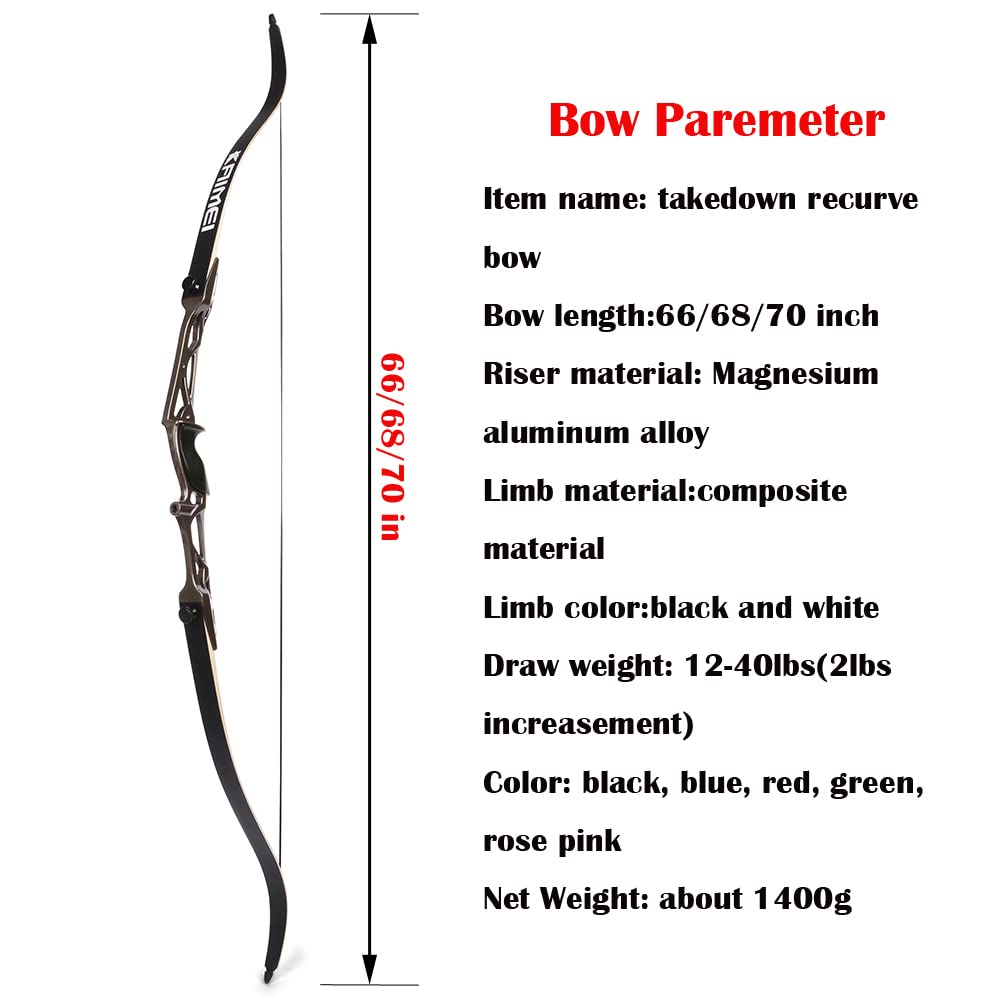 KAIMEI
66/68/70 in
Bow Paremeter
Item name: takedown recurve
bow
Bow length:66/68/70 inch
Riser material: Magnesium
aluminum alloy
Limb material:composite
material
Limb color:black and white
Draw weight: 12-40lbs(2lbs
increasement)
Color: black, blue, red, green,
rose pink
Net Weight: about 1400g